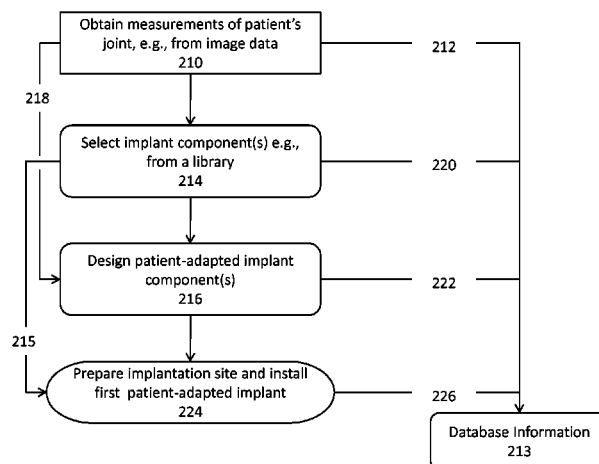 Obtain measurements of patient's
joint, e.g., from image data
210
212
218
Select implant component(s) e.g.,
from a library
214
220
Design patient-adapted implant
component(s)
216
222
215
Prepare implantation site and install
first patient-adapted implant
224
226
Database Information
213